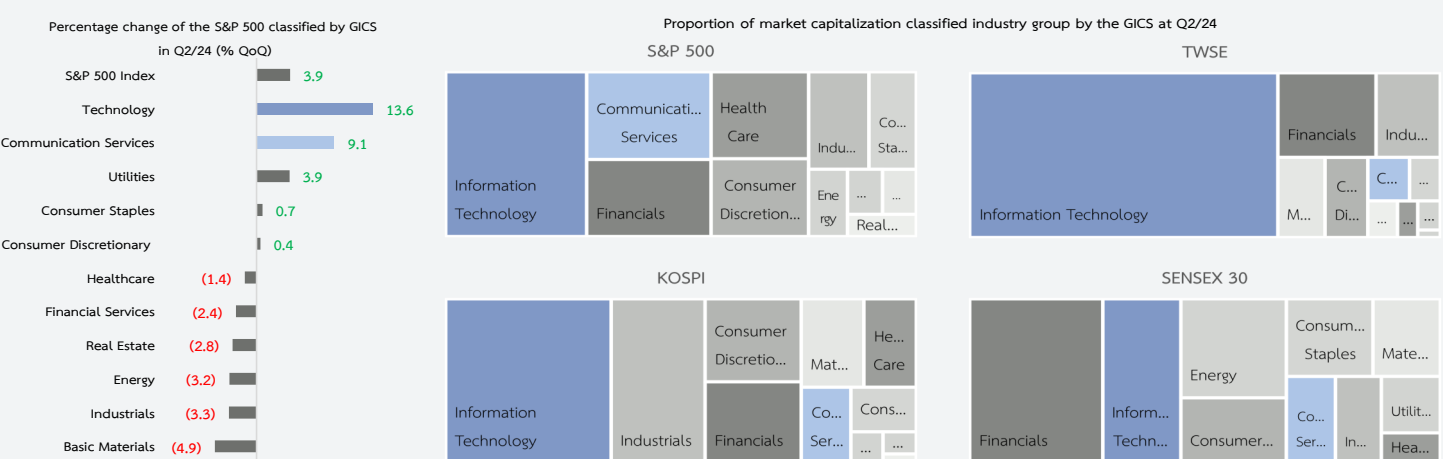 Percentage change of the S&P 500 classified by GICS
in Q2/24 (% QoQ)
S&P 500 Index 3.9
Technology 13.6
Communication Services 9.1
Utilities 3.9
Consumer Staples 0.7
Consumer Discretionary 0.4
Healthcare (1.4)
Financial Services (2.4)
Real Estate (2.8)
Energy (3.2)
Industrials (3.3)
Basic Materials (4.9)
Proportion of market capitalization classified industry group by the GICS at Q2/24
S&P 500
Information
Technology
Communicati...
Services
Financials
Health
Care
Consumer
Discretion...
Indu...
Co...
Sta...
Ene
rgy
...
...
Real...
TWSE
Information Technology
Financials
Indu...
M...
C...
Di...
C...
...
...
...
...
KOSPI
Information
Technology
Industrials
Consumer
Discretio...
Financials
Mat...
He...
Care
Co...
Ser...
Cons...
...
...
SENSEX 30
Financials
Inform...
Techn...
Energy
Consumer...
Consum...
Staples
Mate...
Co...
Ser...
In...
Utilit...
Hea...